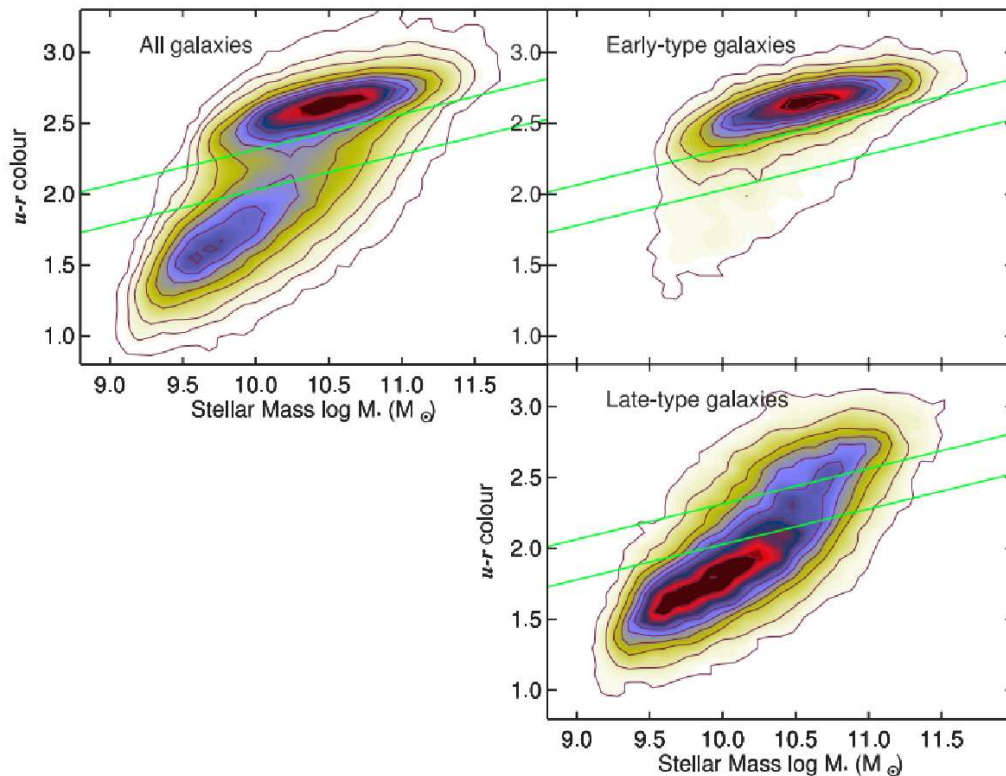 All galaxies
Early-type galaxies
3.0
2.5
2.0
1.5
1.0
u-r colour
3.0
2.5
2.0
1.5
1.0
9.0 9.5 10.0 10.5 11.0 11.5
Stellar Mass log M* (M☉)
Late-type galaxies
3.0
2.5
2.0
1.5
1.0
u-r colour
9.0 9.5 10.0 10.5 11.0 11.5
Stellar Mass log M* (M☉)